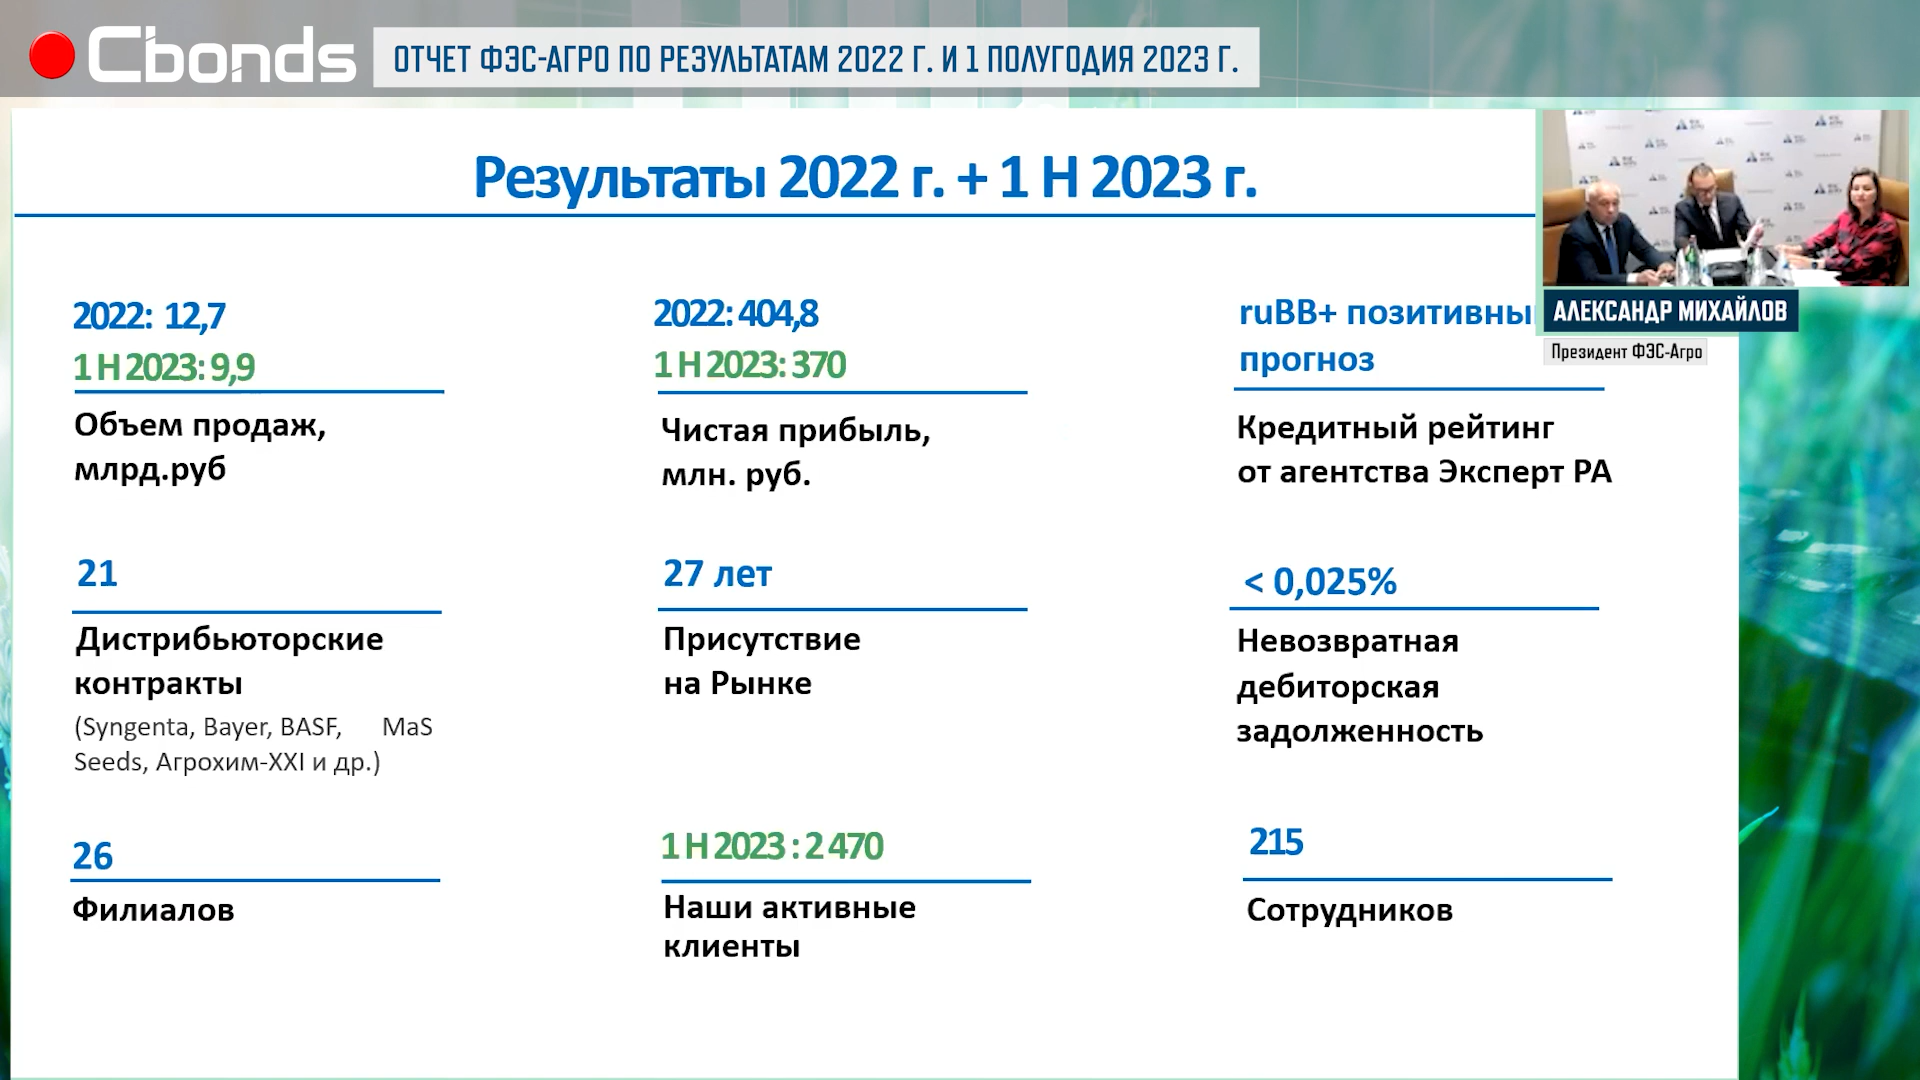 Cbonds
ОТЧЕТ ФЭС-АГРО ПО РЕЗУЛЬТАТАМ 2022 Г. И 1 ПОЛУГОДИЯ 2023 Г.
Результаты 2022 г. + 1 H 2023 г.
АЛЕКСАНДР МИХАЙЛОВ
Президент ФЭС-Агро
2022: 12,7
1 H 2023: 9,9
Объем продаж,
млрд.руб
2022: 404,8
1 H 2023: 370
Чистая прибыль,
млн. руб.
ruBB+ позитивны
прогноз
Кредитный рейтинг
от агентства Эксперт РА
21
Дистрибьюторские
контракты
(Syngenta, Bayer, BASF, MaS
Seeds, Агрохим-XXI и др.)
27 лет
Присутствие
на Рынке
< 0,025%
Невозвратная
дебиторская
задолженность
26
Филиалов
1 H 2023 : 2 470
Наши активные
клиенты
215
Сотрудников